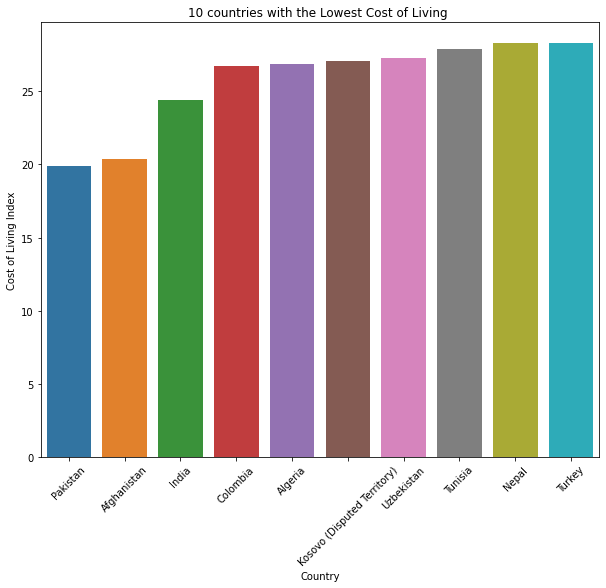 10 countries with the Lowest Cost of Living
Cost of Living Index
25
20
15
10
5
0
Pakistan
Afghanistan
India
Colombia
Algeria
Kosovo (Disputed Territory)
Uzbekistan
Tunisia
Nepal
Turkey
Country